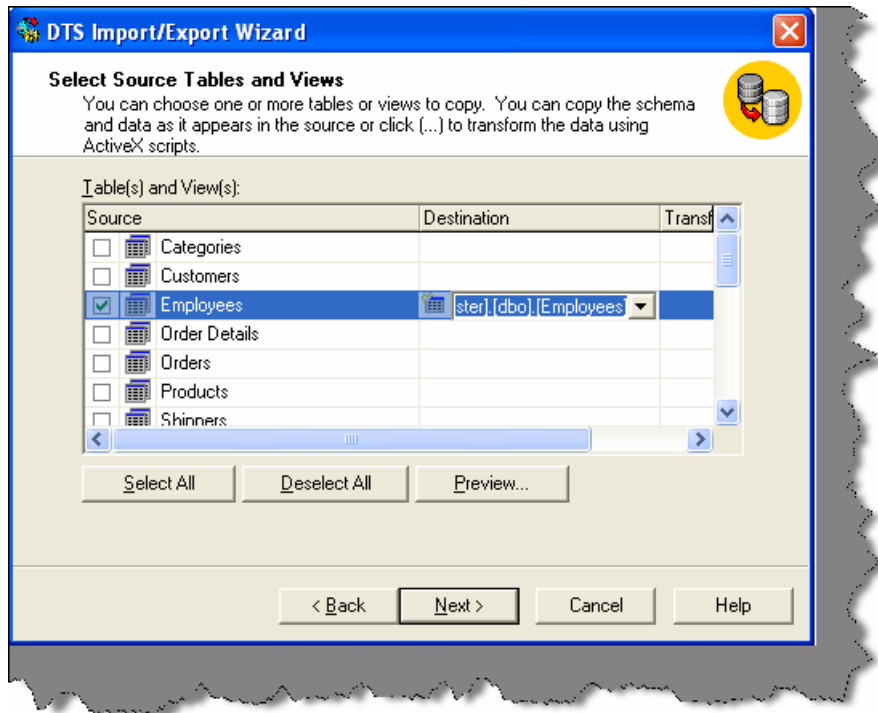 DTS Import/Export Wizard
Select Source Tables and Views
You can choose one or more tables or views to copy. You can copy the schema
and data as it appears in the source or click (...) to transform the data using
ActiveX scripts.
Table(s) and View(s):
Source Destination Transf
Categories
Customers
Employees ster].[dbo].[Employees]
Order Details
Orders
Products
Shippers
Select All Deselect All Preview...
< Back Next > Cancel Help